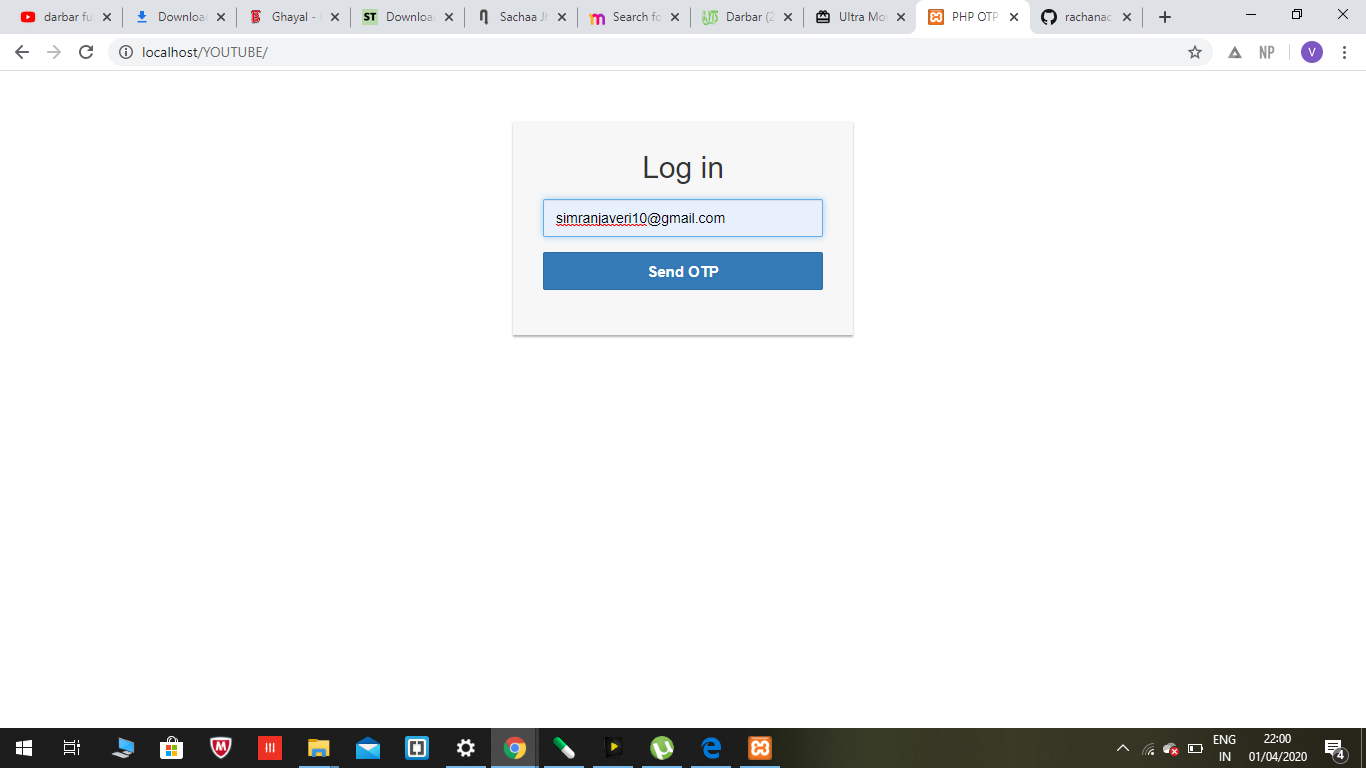 darbar fu
Downloa
Ghayal -
ST
Downloa
Sachaa Jh
m
Search fo
Darbar (2
Ultra Mo
PHP OTP
rachanac
localhost/YOUTUBE/
NP
V
Log in
simranjaveri10@gmail.com
Send OTP
ENG
IN
22:00
01/04/2020
4